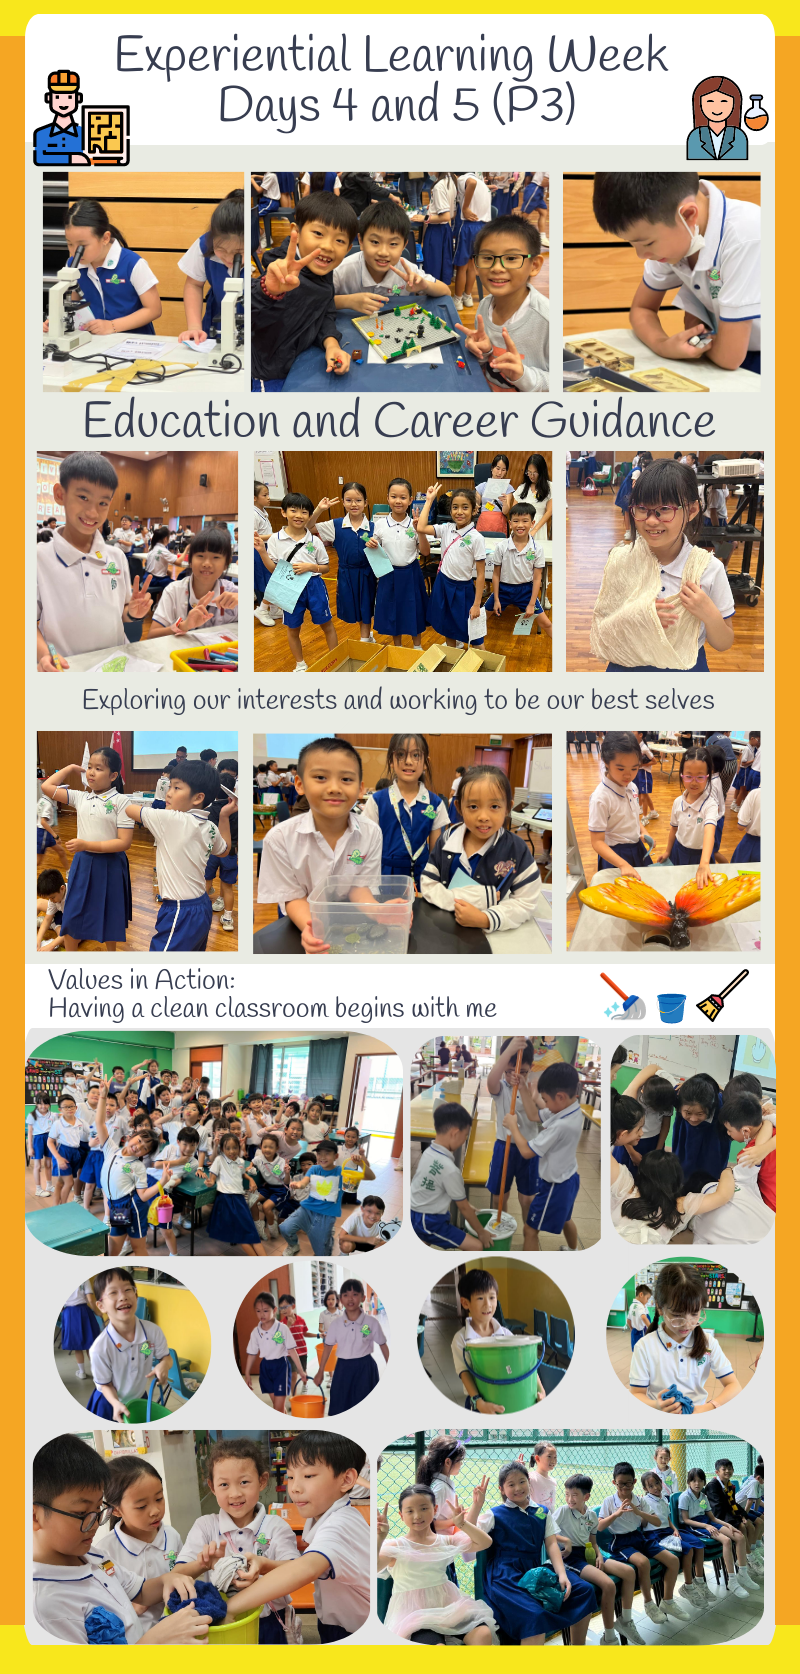 Experiential Learning Week
Days 4 and 5 (P3)
Education and Career Guidance
Exploring our interests and working to be our best selves
Values in Action:
Having a clean classroom begins with me